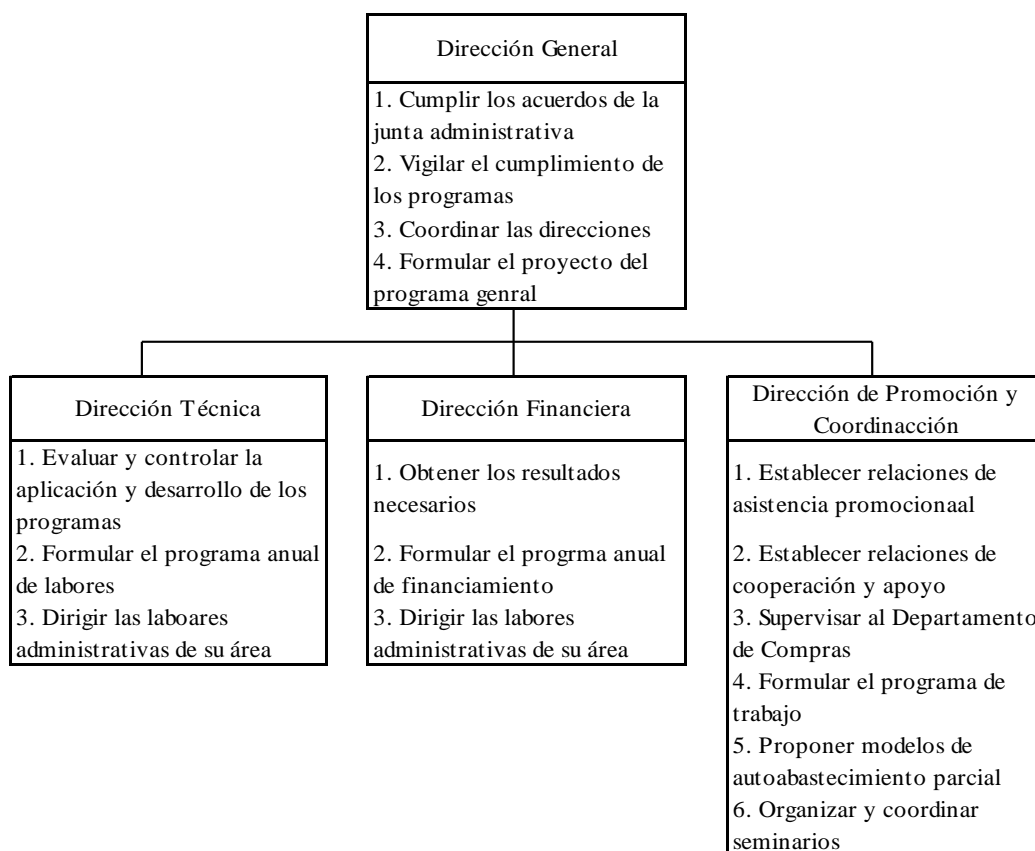 Dirección General
1. Cumplir los acuerdos de la
junta administrativa
2. Vigilar el cumplimiento de
los programas
3. Coordinar las direcciones
4. Formular el proyecto del
programa genral
Dirección Técnica
1. Evaluar y controlar la
aplicación y desarrollo de los
programas
2. Formular el programa anual
de labores
3. Dirigir las laboares
administrativas de su área
Dirección Financiera
1. Obtener los resultados
necesarios
2. Formular el progrma anual
de financiamiento
3. Dirigir las labores
administrativas de su área
Dirección de Promoción y
Coordinacción
1. Establecer relaciones de
asistencia promocionaal
2. Establecer relaciones de
cooperación y apoyo
3. Supervisar al Departamento
de Compras
4. Formular el programa de
trabajo
5. Proponer modelos de
autoabastecimiento parcial
6. Organizar y coordinar
seminarios